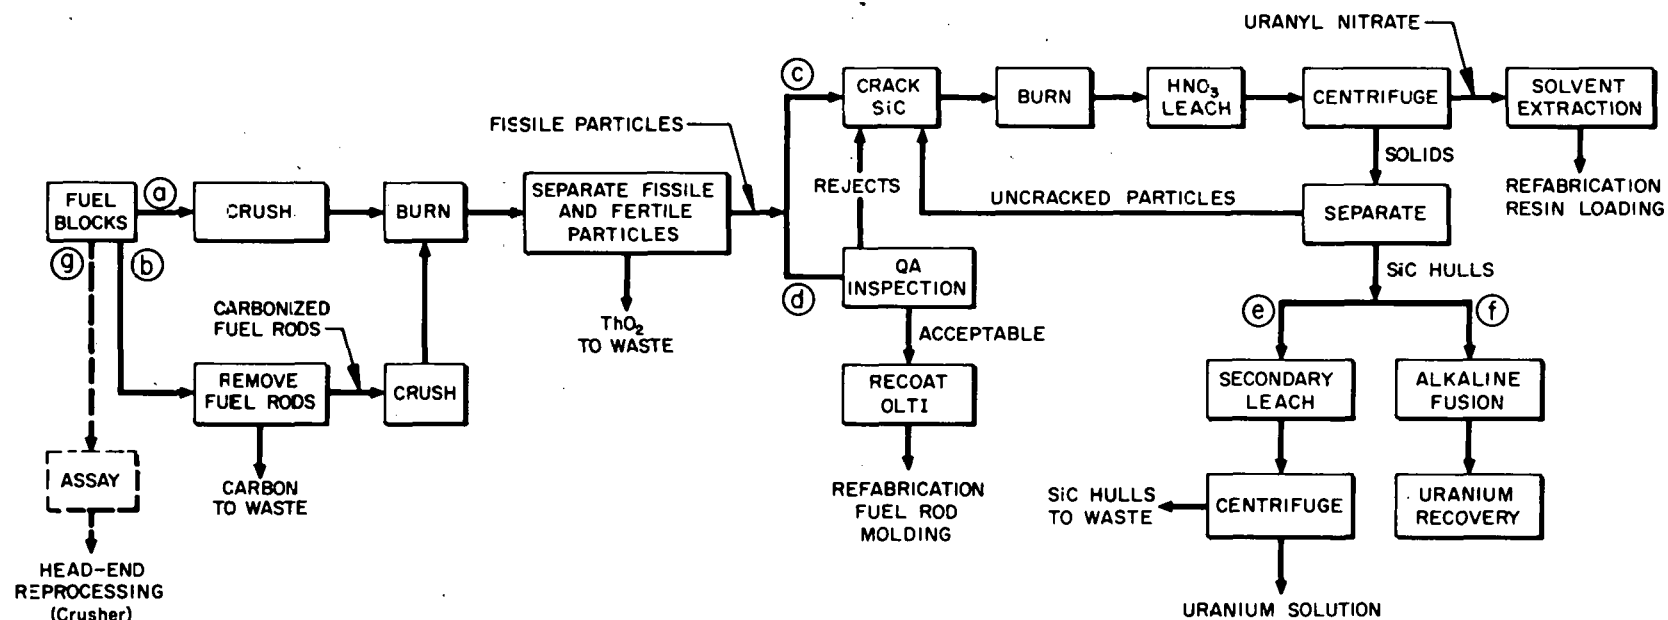 URANYL NITRATE
c
CRACK
SiC
BURN
HNO3
LEACH
CENTRIFUGE
SOLVENT
EXTRACTION
FISSILE PARTICLES
SOLIDS
FUEL
BLOCKS
a
CRUSH
BURN
SEPARATE FISSILE
AND FERTILE
PARTICLES
REJECTS
UNCRACKED PARTICLES
SEPARATE
REFABRICATION
RESIN LOADING
g
b
d
QA
INSPECTION
SiC HULLS
CARBONIZED
FUEL RODS
ThO2
TO WASTE
ACCEPTABLE
e
f
REMOVE
FUEL RODS
CRUSH
RECOAT
OLTI
SECONDARY
LEACH
ALKALINE
FUSION
ASSAY
CARBON
TO WASTE
REFABRICATION
FUEL ROD
MOLDING
SiC HULLS
TO WASTE
CENTRIFUGE
URANIUM
RECOVERY
HEAD-END
REPROCESSING
(Crusher)
URANIUM SOLUTION